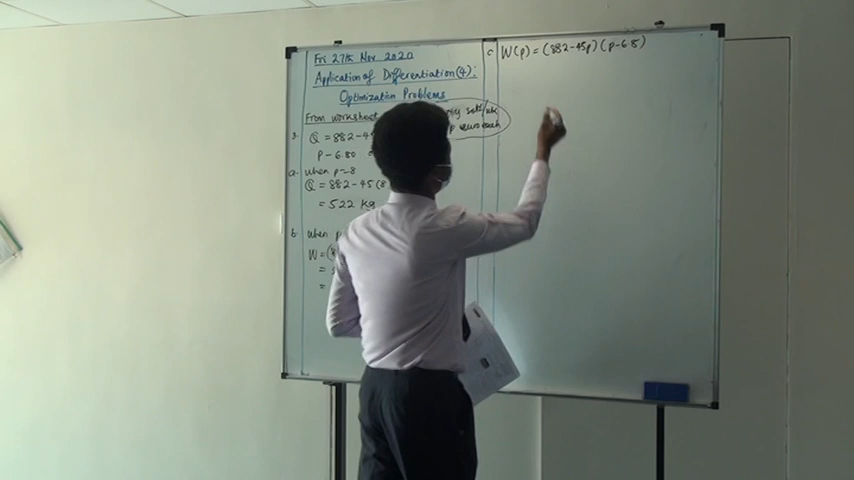 Fri 27th Nov 2020
Application of Differentiation (4):
Optimization Problems
From worksheet
3. Q = 882-45
P - 6.80
a. when p=8
Q = 882-45(8
= 522 kg
b. when p
W = (8
=
=
c. W(p) = (882-45p)(p-6.8)